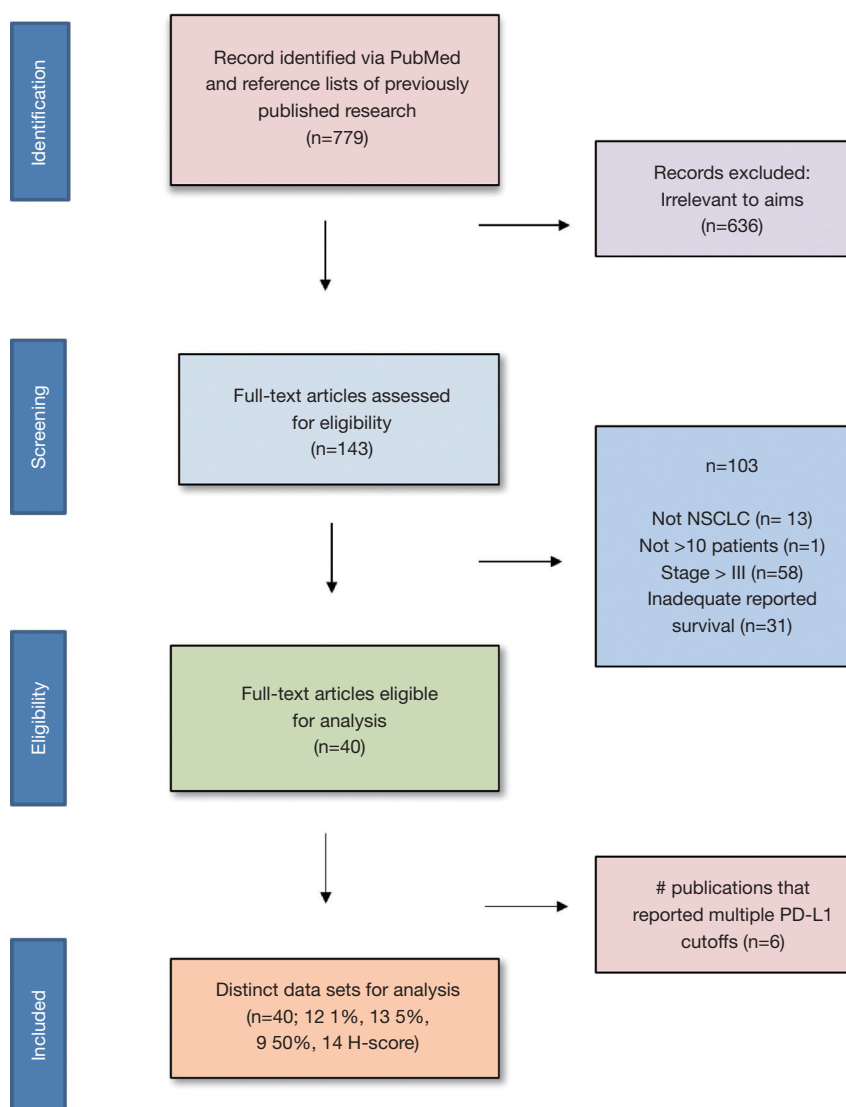 Identification
Record identified via PubMed
and reference lists of previously
published research
(n=779)
Records excluded:
Irrelevant to aims
(n=636)
Screening
Full-text articles assessed
for eligibility
(n=143)
n=103
Not NSCLC (n= 13)
Not >10 patients (n=1)
Stage > III (n=58)
Inadequate reported
survival (n=31)
Eligibility
Full-text articles eligible
for analysis
(n=40)
# publications that
reported multiple PD-L1
cutoffs (n=6)
Included
Distinct data sets for analysis
(n=40; 12 1%, 13 5%,
9 50%, 14 H-score)